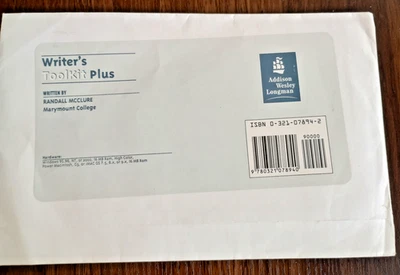 Writer's
Toolkit Plus
WRITTEN BY
RANDALL MCCLURE
Marymount College
Addison
Wesley
Longman
ISBN 0-321-07894-2
90000
9 780321 078940
Hardware: